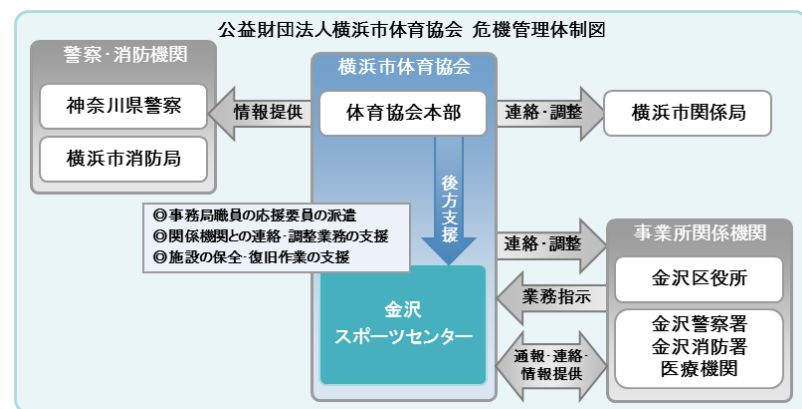 公益財団法人横浜市体育協会 危機管理体制図
警察・消防機関
神奈川県警察
横浜市消防局
情報提供
横浜市体育協会
体育協会本部
連絡・調整
横浜市関係局
後方支援
◎事務局職員の応援要員の派遣
◎関係機関との連絡・調整業務の支援
◎施設の保全・復旧作業の支援
金沢
スポーツセンター
連絡・調整
業務指示
通報・連絡・
情報提供
事業所関係機関
金沢区役所
金沢警察署
金沢消防署
医療機関